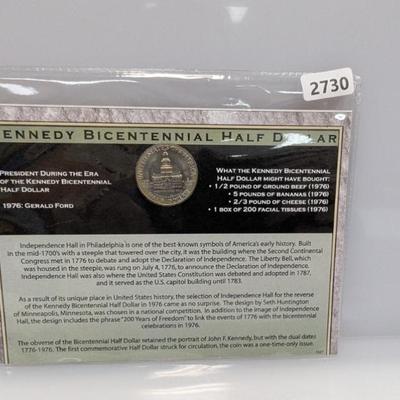 2730
KENNEDY BICENTENNIAL HALF DOLLAR
PRESIDENT DURING THE ERA
OF THE KENNEDY BICENTENNIAL
HALF DOLLAR
1976: GERALD FORD
WHAT THE KENNEDY BICENTENNIAL
HALF DOLLAR MIGHT HAVE BOUGHT:
• 1/2 POUND OF GROUND BEEF (1976)
• 5 POUNDS OF BANANAS (1976)
• 2/3 POUND OF CHEESE (1976)
• 1 BOX OF 200 FACIAL TISSUES (1976)
Independence Hall in Philadelphia is one of the best-known symbols of America's early history. Built
in the mid-1700's with a steeple that towered over the city, it was the building where the Second Continental
Congress met in 1776 to debate and adopt the Declaration of Independence. The Liberty Bell, which
was housed in the steeple, was rung on July 4, 1776, to announce the Declaration of Independence.
Independence Hall was also where the United States Constitution was debated and adopted in 1787,
and it served as the U.S. capitol building until 1783.
As a result of its unique place in United States history, the selection of Independence Hall for the reverse
of the Kennedy Bicentennial Half Dollar in 1976 came as no surprise. The design by Seth Huntington
of Minneapolis, Minnesota, was chosen in a national competition. In addition to the image of Independence
Hall, the design includes the phrase "200 Years of Freedom" to link the events of 1776 with the bicentennial
celebrations in 1976.
The obverse of the Bicentennial Half Dollar retained the portrait of John F. Kennedy, but with the dual dates
1776-1976. The first commemorative Half Dollar struck for circulation, the coin was a one-time-only issue.